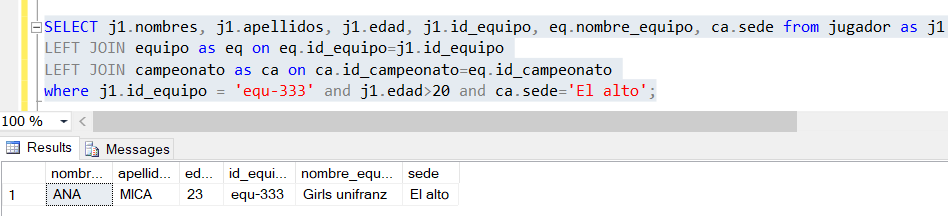 SELECT j1.nombres, j1.apellidos, j1.edad, j1.id_equipo, eq.nombre_equipo, ca.sede from jugador as j1
LEFT JOIN equipo as eq on eq.id_equipo=j1.id_equipo
LEFT JOIN campeonato as ca on ca.id_campeonato=eq.id_campeonato
where j1.id_equipo = 'equ-333' and j1.edad>20 and ca.sede='El alto';
100 %
Results Messages
nombr... apellid... ed... id_equi... nombre_equ... sede
1 ANA MICA 23 equ-333 Girls unifranz El alto